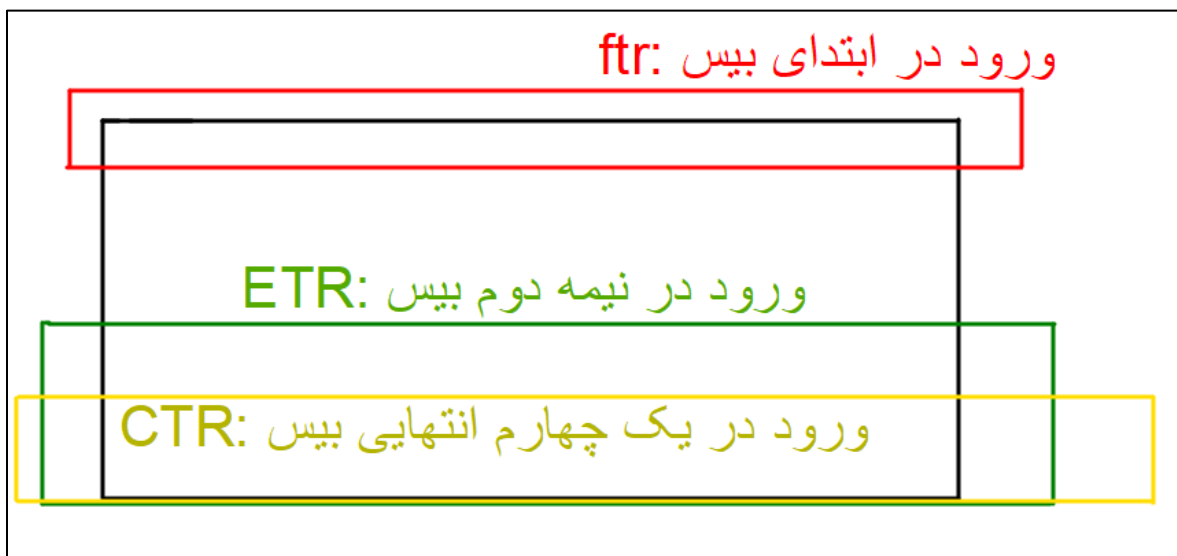 ورود در ابتدای بیس :ftr
ورود در نیمه دوم بیس :ETR
ورود در یک چهارم انتهایی بیس :CTR